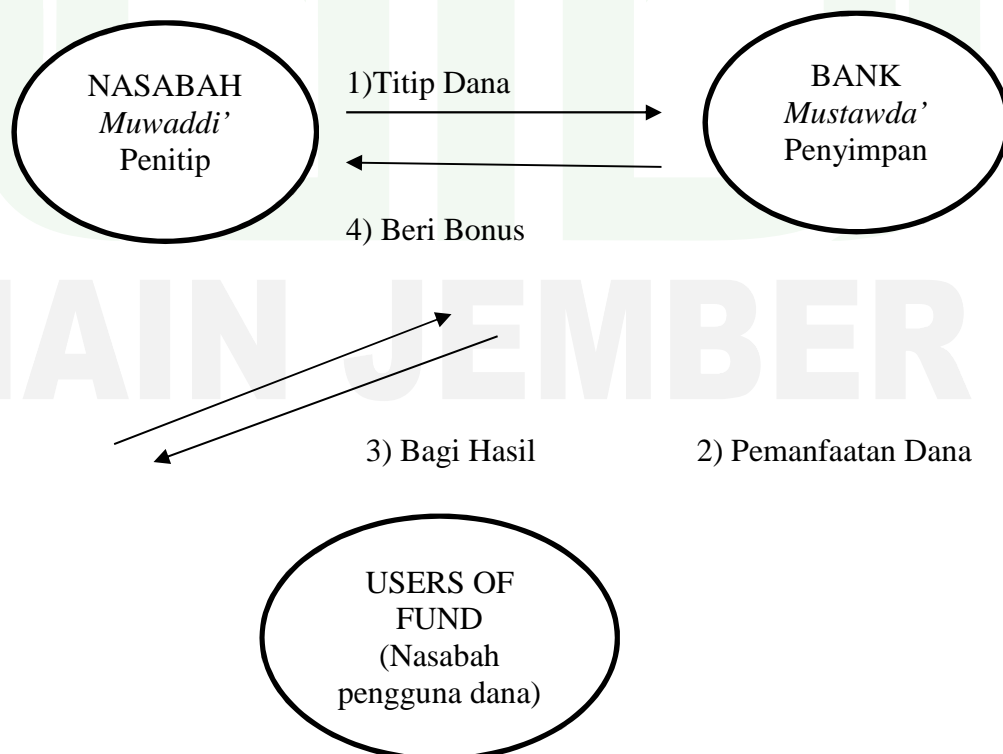 NASABAH
Muwaddi’
Penitip
1)Titip Dana
BANK
Mustawda’
Penyimpan
4) Beri Bonus
IAIN JEMBER
3) Bagi Hasil
2) Pemanfaatan Dana
USERS OF
FUND
(Nasabah
pengguna dana)